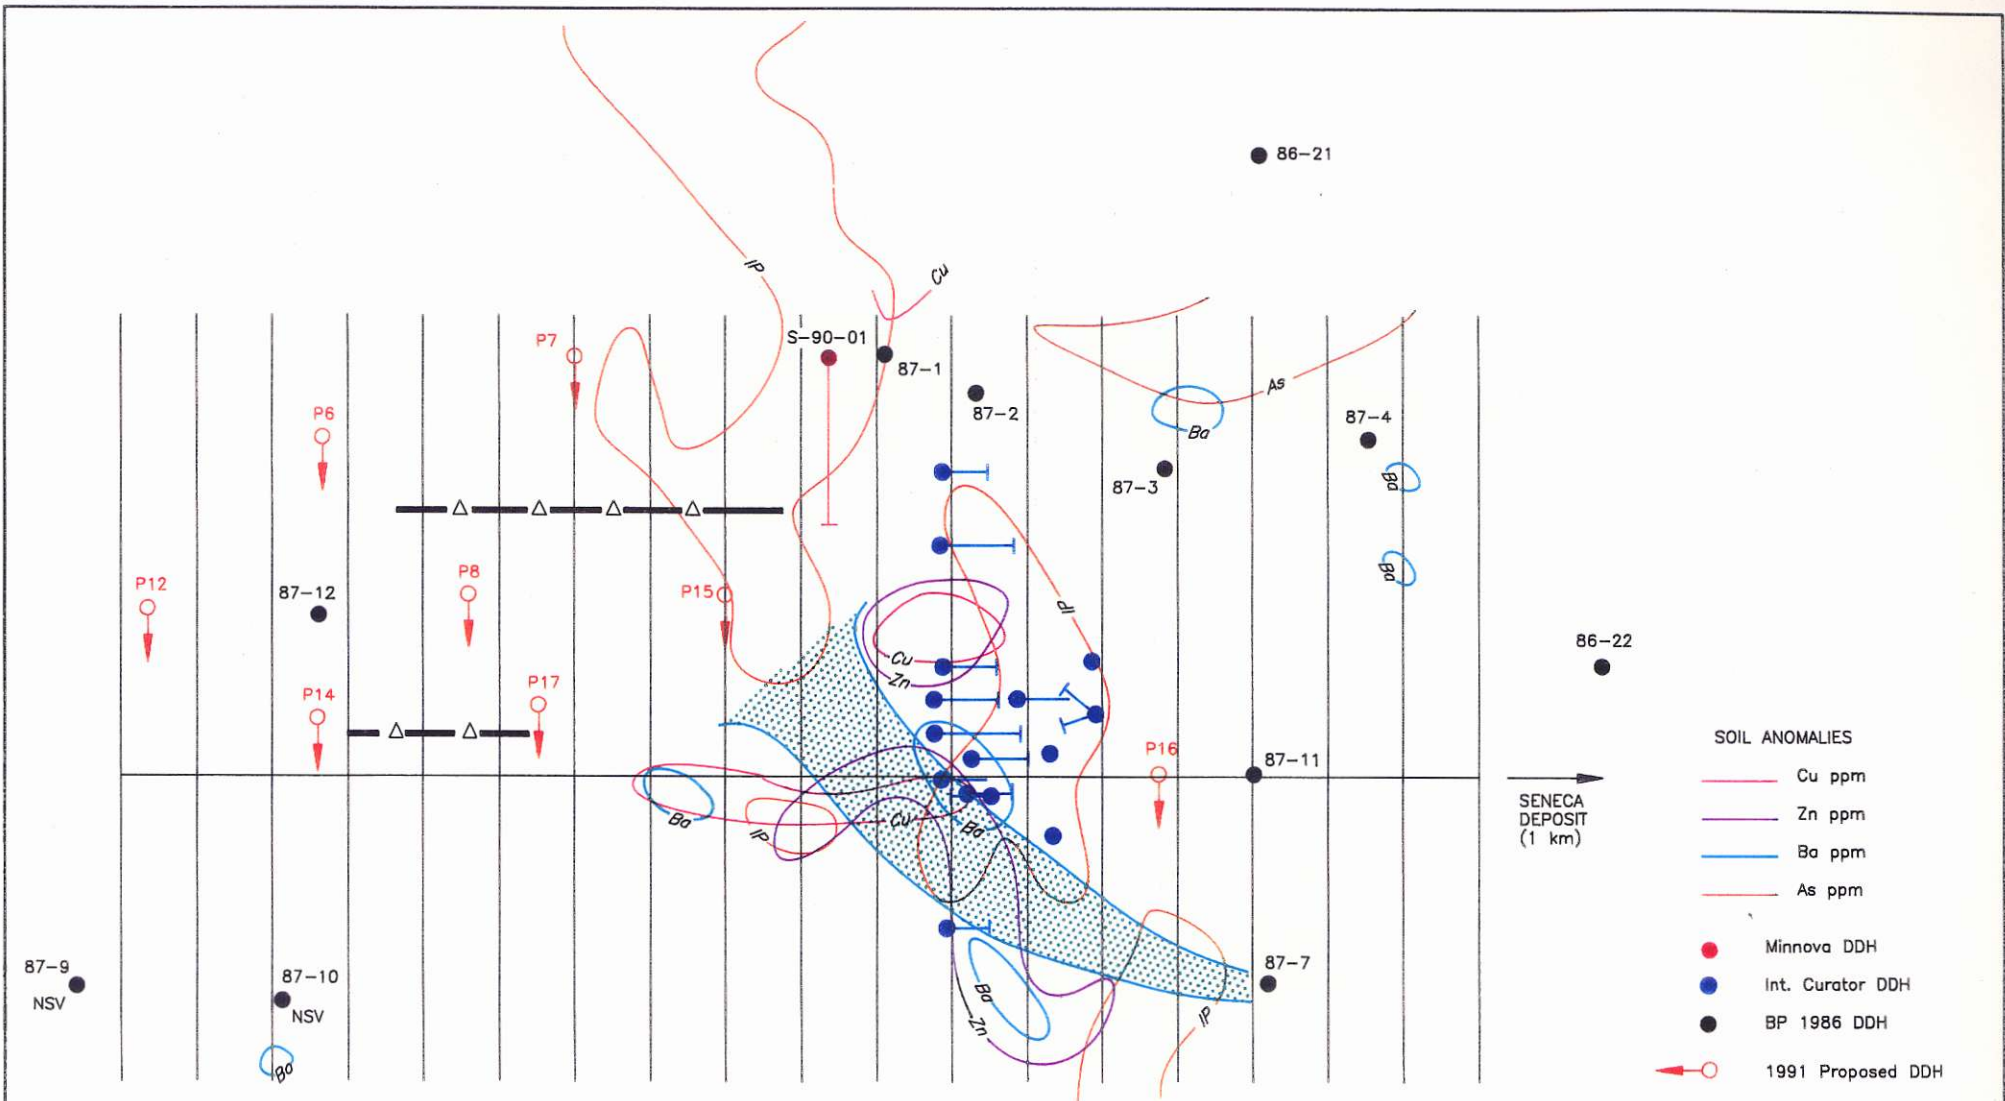 86-21
IP
Cu
P7
S-90-01
87-1
As
87-2
Ba
87-4
P6
87-3
Ba
P12
87-12
P8
P15
IP
Ba
86-22
Cu
Zn
P14
P17
P16
87-11
SOIL ANOMALIES
Cu ppm
Zn ppm
Ba ppm
As ppm
SENECA
DEPOSIT
(1 km)
Ba
IP
Cu
Ba
87-9
NSV
87-10
NSV
87-7
Ba
Zn
IP
Ba
Minnova DDH
Int. Curator DDH
BP 1986 DDH
1991 Proposed DDH